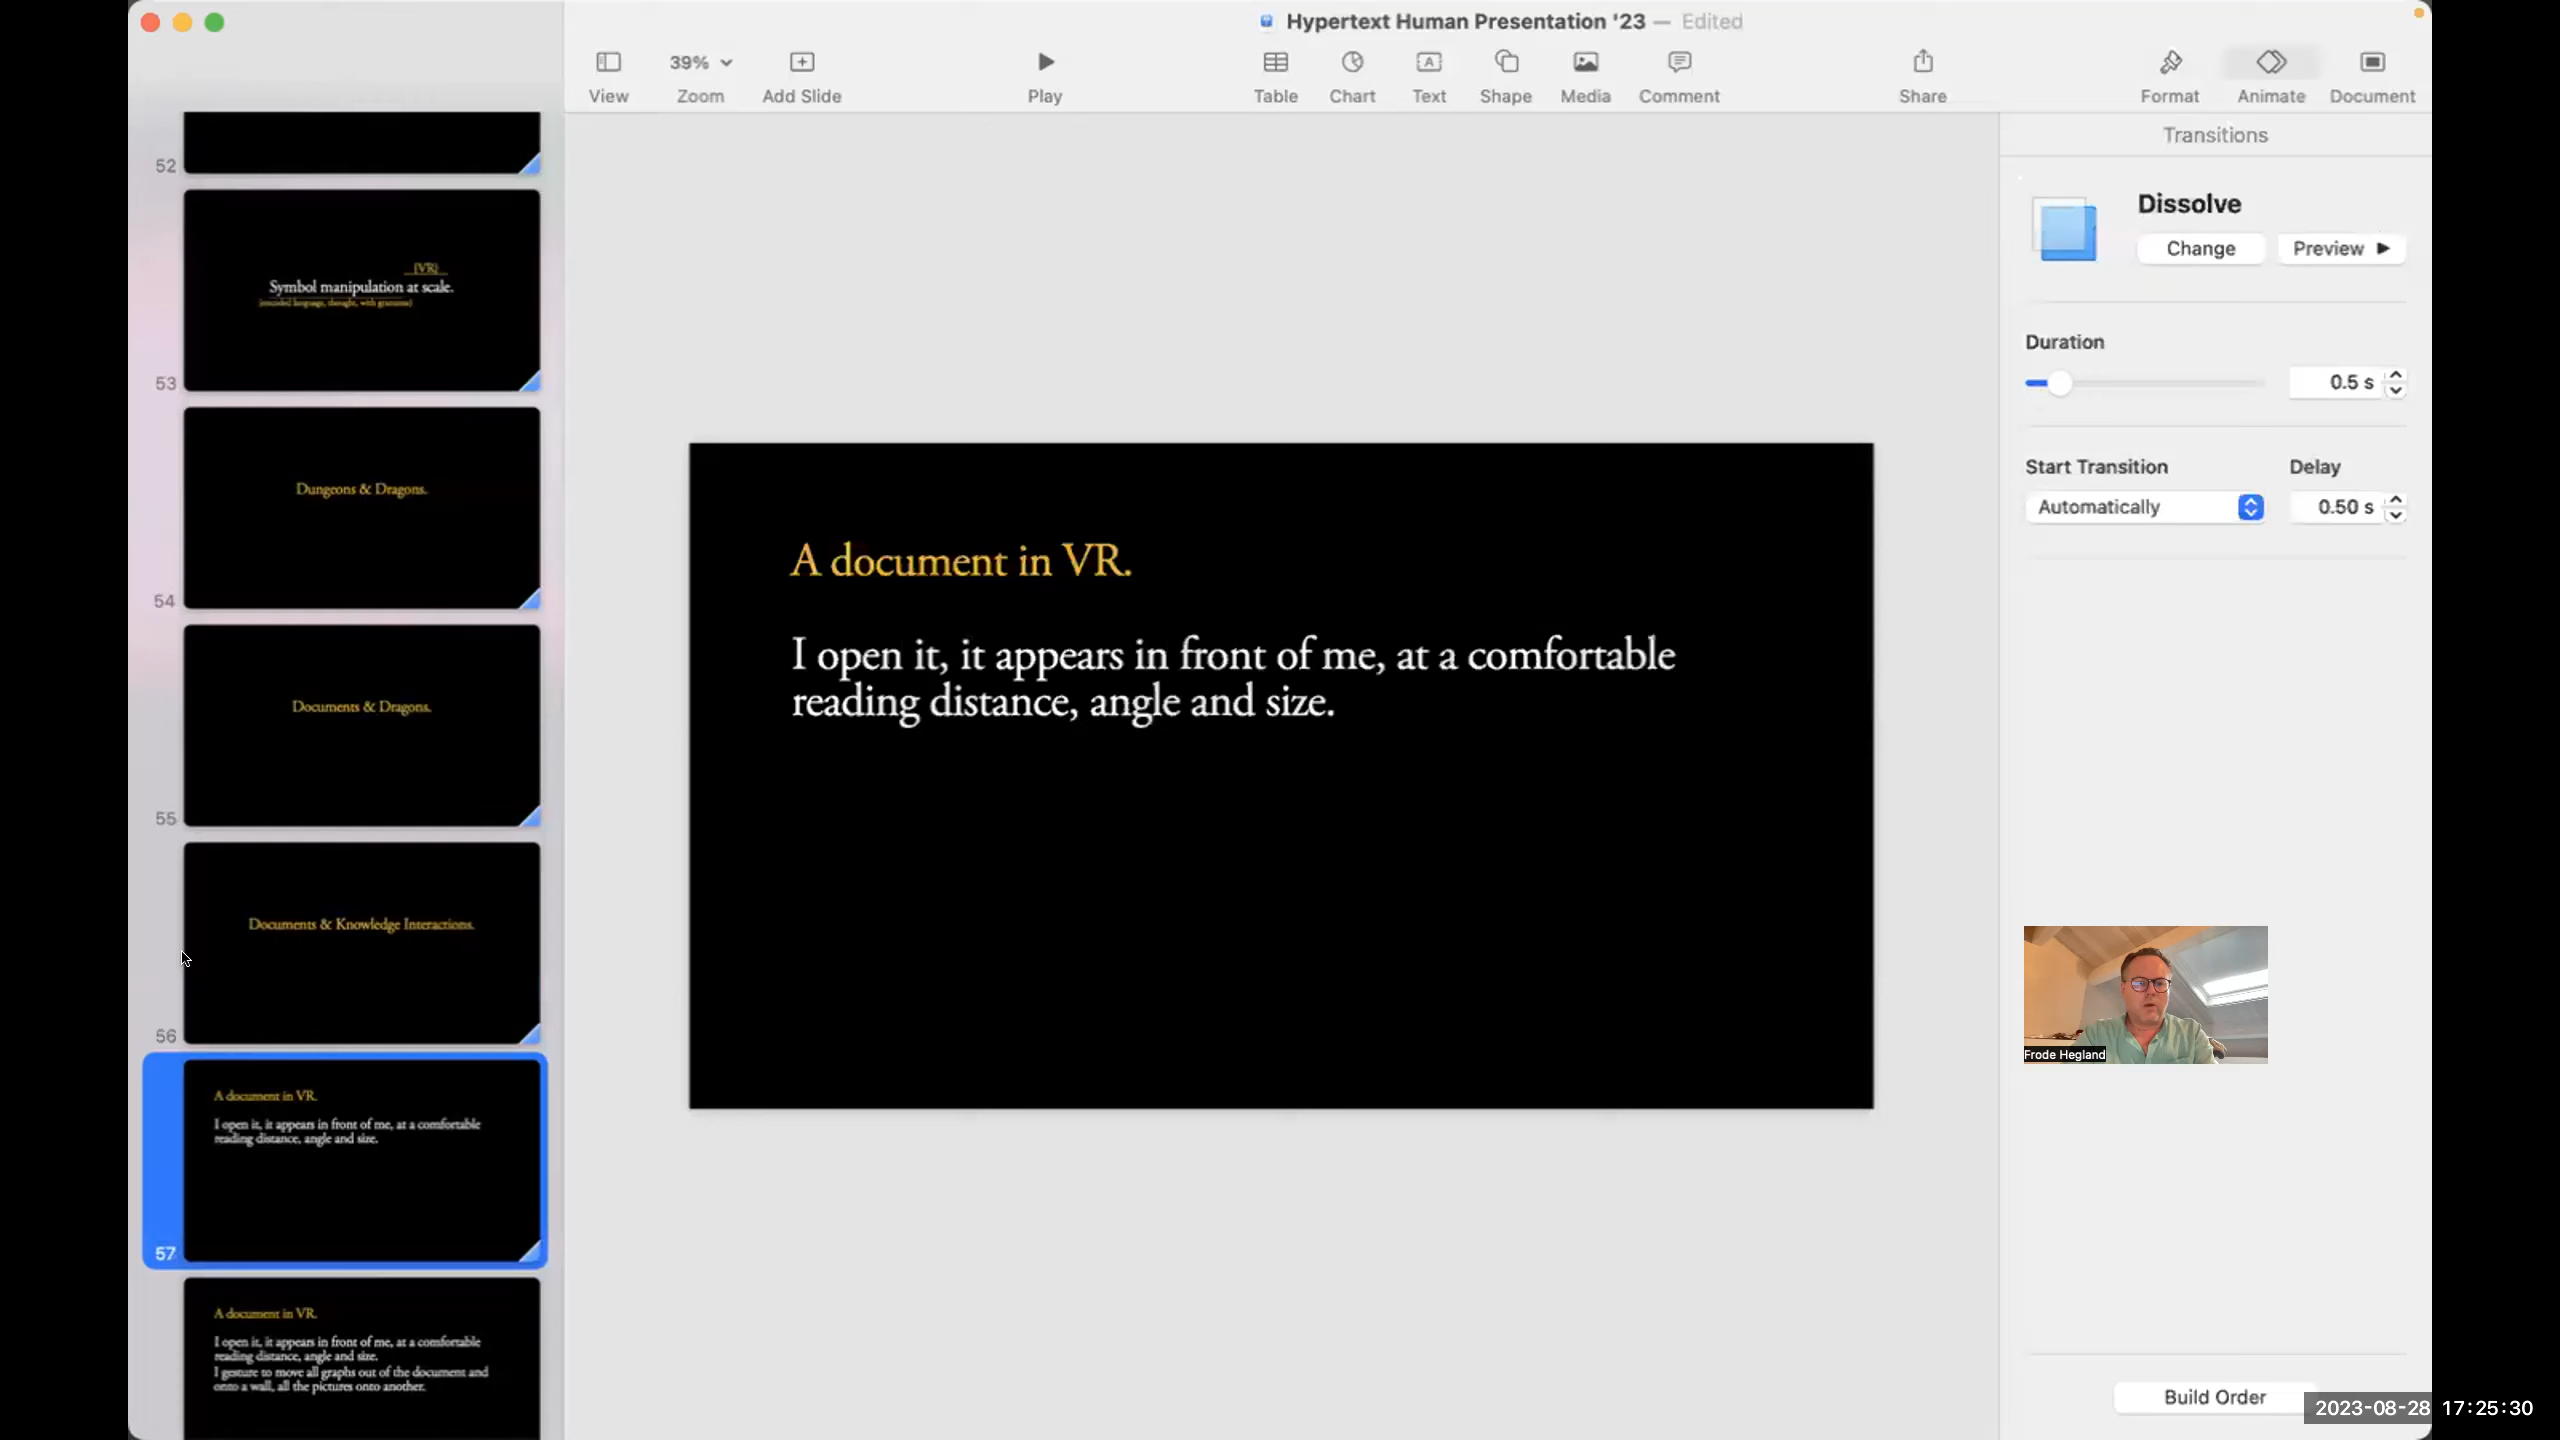 Hypertext Human Presentation '23 — Edited
39%
View
Zoom
Add Slide
Play
Table
Chart
Text
Shape
Media
Comment
Share
Format
Animate
Document
52
[VR]
Symbol manipulation at scale.
(encoded language, thought, with grammar)
53
Dungeons & Dragons.
54
Documents & Dragons.
55
Documents & Knowledge Interactions.
56
A document in VR.
I open it, it appears in front of me, at a comfortable
reading distance, angle and size.
57
A document in VR.
I open it, it appears in front of me, at a comfortable
reading distance, angle and size.
I gesture to move all graphs out of the document and
onto a wall, all the pictures onto another.
A document in VR.
I open it, it appears in front of me, at a comfortable
reading distance, angle and size.
Transitions
Dissolve
Change
Preview
Duration
0.5 s
Start Transition
Delay
Automatically
0.50 s
Frode Hegland
Build Order
2023-08-28 17:25:30